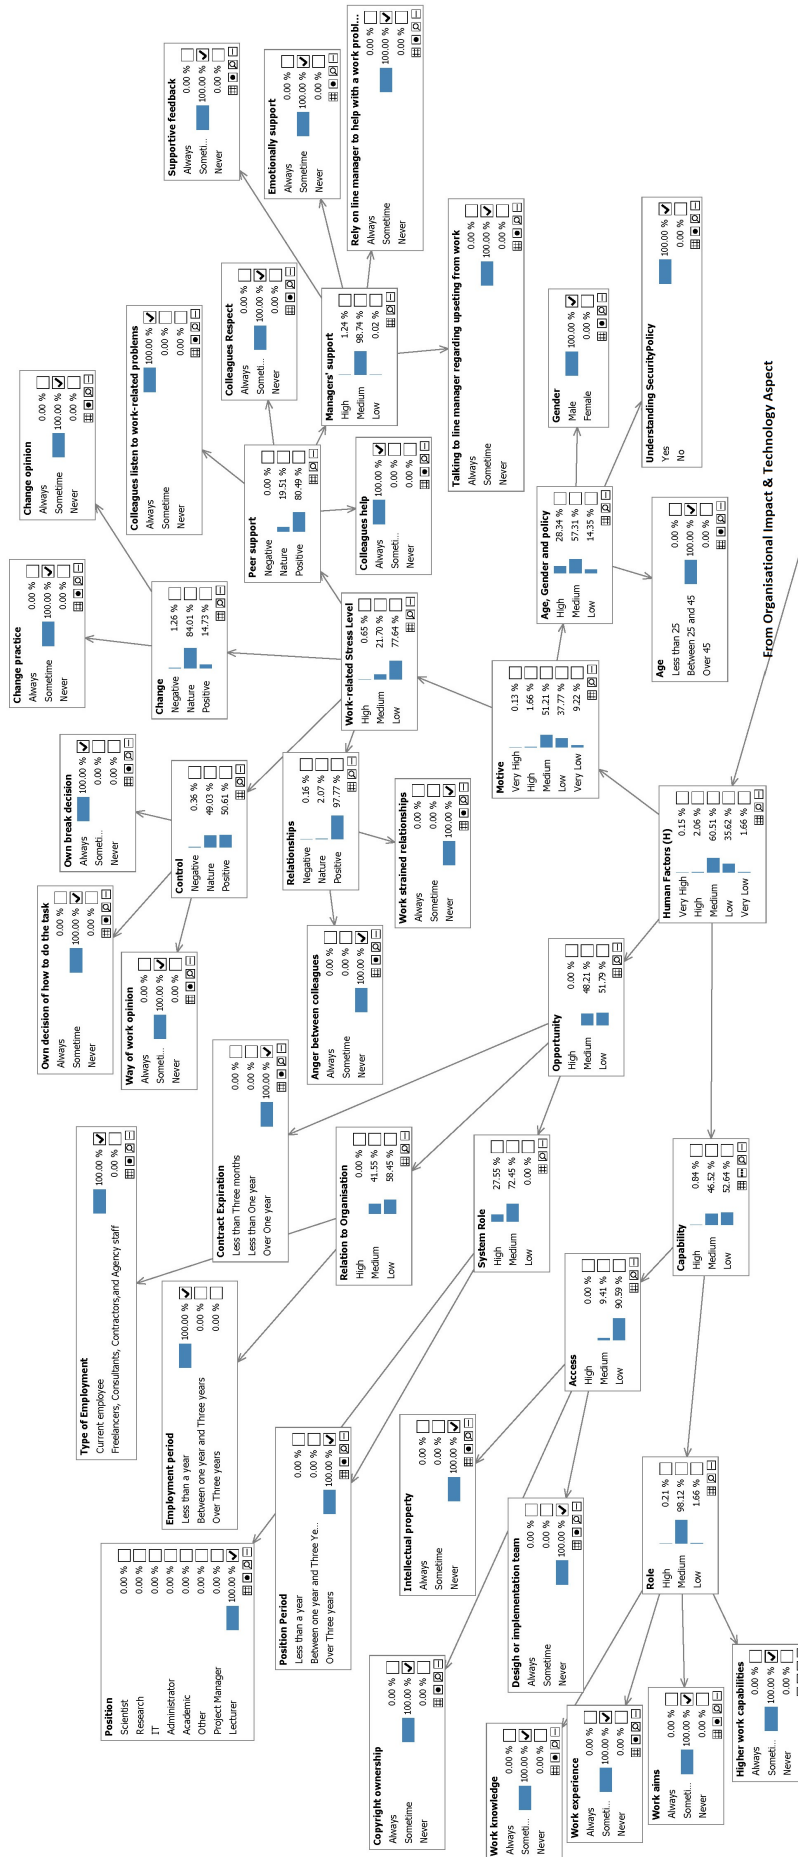 Change practice
Always 0.00 %
Sometime 100.00 %
Never 0.00 %
Change opinion
Always 0.00 %
Sometime 100.00 %
Never 0.00 %
Own decision of how to do the task
Always 0.00 %
Sometime 100.00 %
Never 0.00 %
Own break decision
Always 100.00 %
Someti... 0.00 %
Never 0.00 %
Type of Employment
Current employee 100.00 %
Freelancers, Consultants, Contractors,and Agency staff 0.00 %
Position
Scientist 0.00 %
Research 0.00 %
IT 0.00 %
Administrator 0.00 %
Academic 0.00 %
Other 0.00 %
Project Manager 0.00 %
Lecturer 100.00 %
Way of work opinion
Always 0.00 %
Someti... 100.00 %
Never 0.00 %
Colleagues listen to work-related problems
Always 100.00 %
Sometime 0.00 %
Never 0.00 %
Change
Negative 1.26 %
Nature 84.01 %
Positive 14.73 %
Employment period
Less than a year 100.00 %
Between one year and Three years 0.00 %
Over Three years 0.00 %
Supportive feedback
Always 0.00 %
Someti... 100.00 %
Never 0.00 %
Control
Negative 0.36 %
Nature 49.03 %
Positive 50.61 %
Contract Expiration
Less than Three months 0.00 %
Less than One year 0.00 %
Over One year 100.00 %
Colleagues Respect
Always 0.00 %
Someti... 100.00 %
Never 0.00 %
Peer support
Negative 0.00 %
Nature 19.51 %
Positive 80.49 %
Emotionally support
Always 0.00 %
Sometime 100.00 %
Never 0.00 %
Position Period
Less than a year 0.00 %
Between one year and Three Ye... 0.00 %
Over Three years 100.00 %
Relationships
Negative 0.16 %
Nature 2.07 %
Positive 97.77 %
Anger between colleagues
Always 0.00 %
Sometime 0.00 %
Never 100.00 %
Managers' support
High 1.24 %
Medium 98.74 %
Low 0.02 %
Relation to Organisation
High 0.00 %
Medium 41.55 %
Low 58.45 %
Work-related Stress Level
High 0.65 %
Medium 21.70 %
Low 77.64 %
Rely on line manager to help with a work probl...
Always 0.00 %
Sometime 100.00 %
Never 0.00 %
Colleagues help
Always 100.00 %
Someti... 0.00 %
Never 0.00 %
Copyright ownership
Always 0.00 %
Sometime 100.00 %
Never 0.00 %
Work strained relationships
Always 0.00 %
Sometime 0.00 %
Never 100.00 %
Intellectual property
Always 0.00 %
Sometime 0.00 %
Never 100.00 %
Talking to line manager regarding upseting from work
Always 0.00 %
Sometime 100.00 %
Never 0.00 %
System Role
High 27.55 %
Medium 72.45 %
Low 0.00 %
Work knowledge
Always 0.00 %
Someti... 100.00 %
Never 0.00 %
Motive
Very High 0.13 %
High 1.66 %
Medium 51.21 %
Low 37.77 %
Very Low 9.22 %
Desigh or implementation team
Always 0.00 %
Sometime 0.00 %
Never 100.00 %
Age, Gender and policy
High 28.34 %
Medium 57.31 %
Low 14.35 %
Gender
Male 100.00 %
Female 0.00 %
Opportunity
High 0.00 %
Medium 48.21 %
Low 51.79 %
Access
High 0.00 %
Medium 9.41 %
Low 90.59 %
Work experience
Always 0.00 %
Someti... 100.00 %
Never 0.00 %
Understanding SecurityPolicy
Yes 100.00 %
No 0.00 %
Age
Less than 25 0.00 %
Between 25 and 45 100.00 %
Over 45 0.00 %
Role
High 0.21 %
Medium 98.12 %
Low 1.66 %
Work aims
Always 0.00 %
Someti... 100.00 %
Never 0.00 %
Human Factors (H)
Very High 0.15 %
High 2.06 %
Medium 60.51 %
Low 35.62 %
Very Low 1.66 %
Capability
High 0.84 %
Medium 46.52 %
Low 52.64 %
Higher work capabilities
Always 0.00 %
Sometime 100.00 %
Never 0.00 %
From Organisational Impact & Technology Aspect